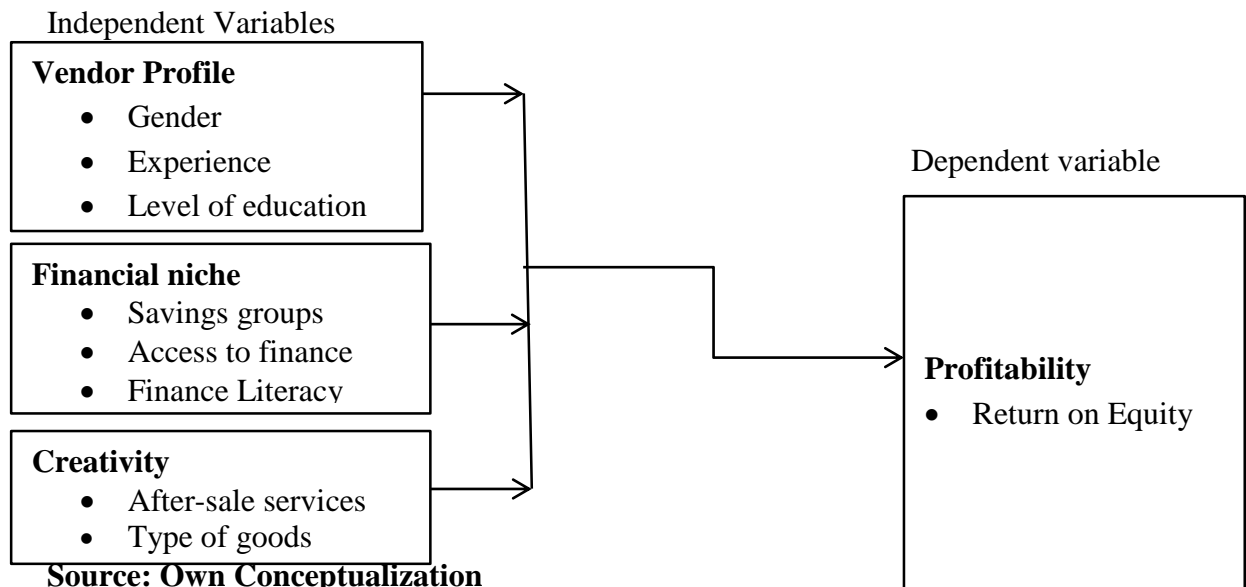 Independent Variables
Vendor Profile
• Gender
• Experience
• Level of education
Financial niche
• Savings groups
• Access to finance
• Finance Literacy
Creativity
• After-sale services
• Type of goods
Source: Own Conceptualization
Dependent variable
Profitability
• Return on Equity